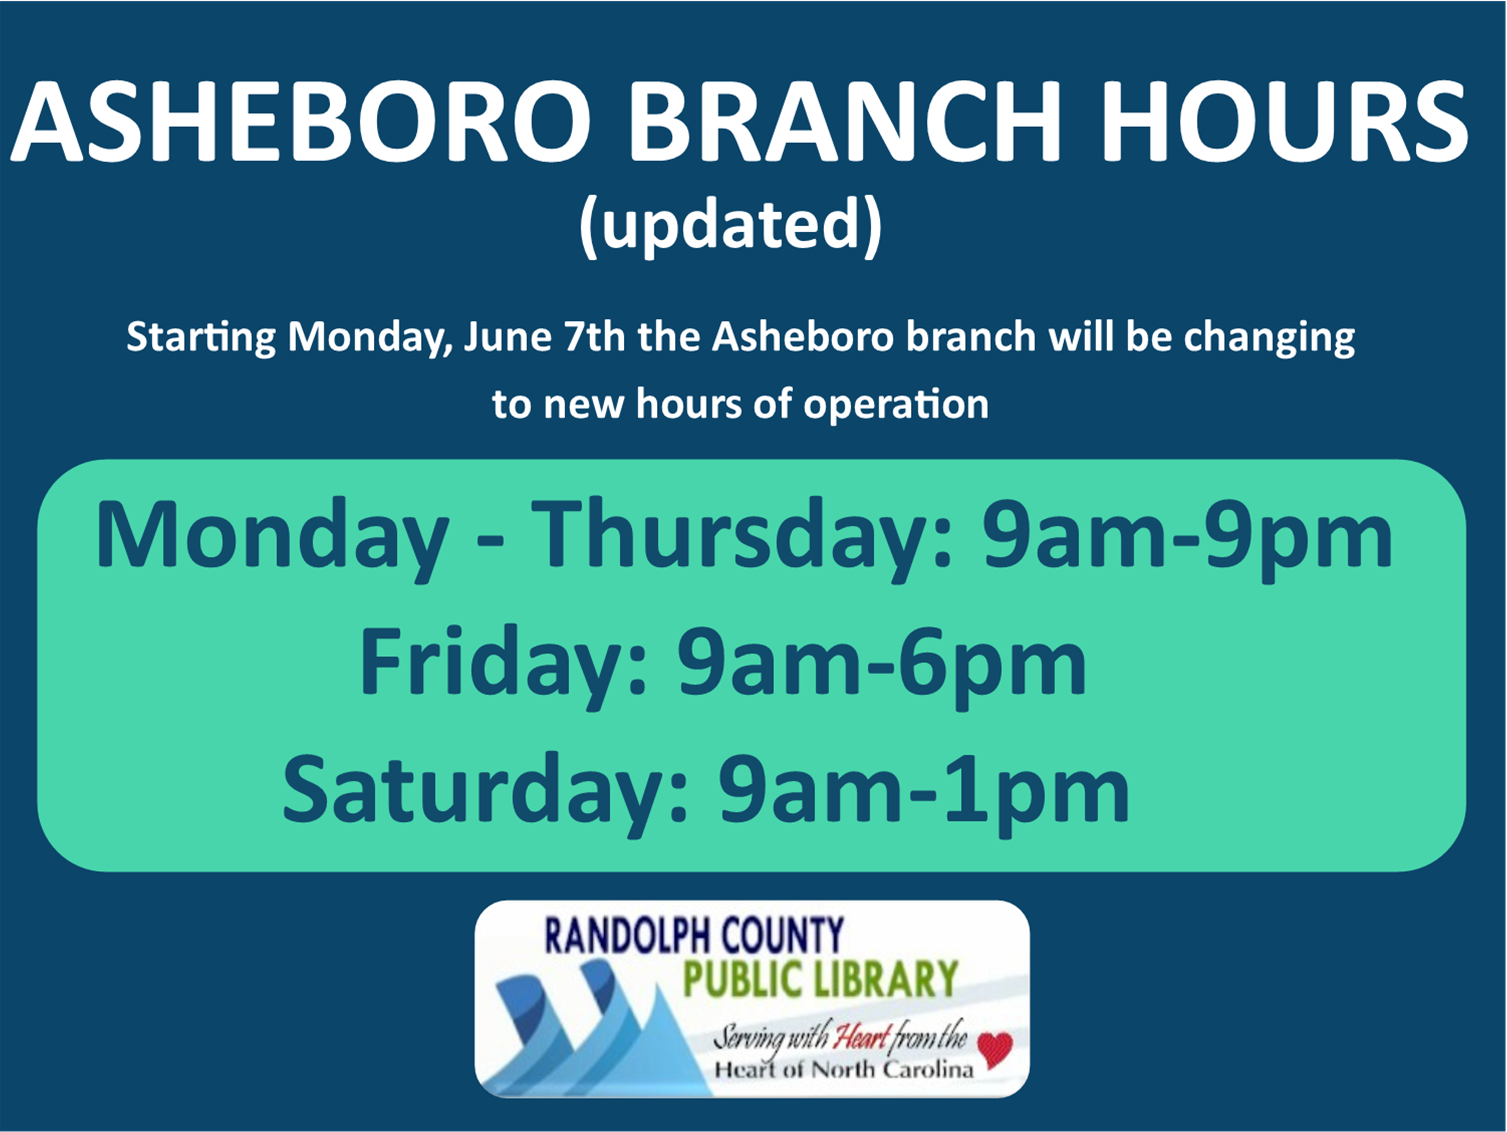 ASHEBORO BRANCH HOURS
(updated)
Starting Monday, June 7th the Asheboro branch will be changing
to new hours of operation
Monday - Thursday: 9am-9pm
Friday: 9am-6pm
Saturday: 9am-1pm
RANDOLPH COUNTY
PUBLIC LIBRARY
Serving with Heart from the
Heart of North Carolina